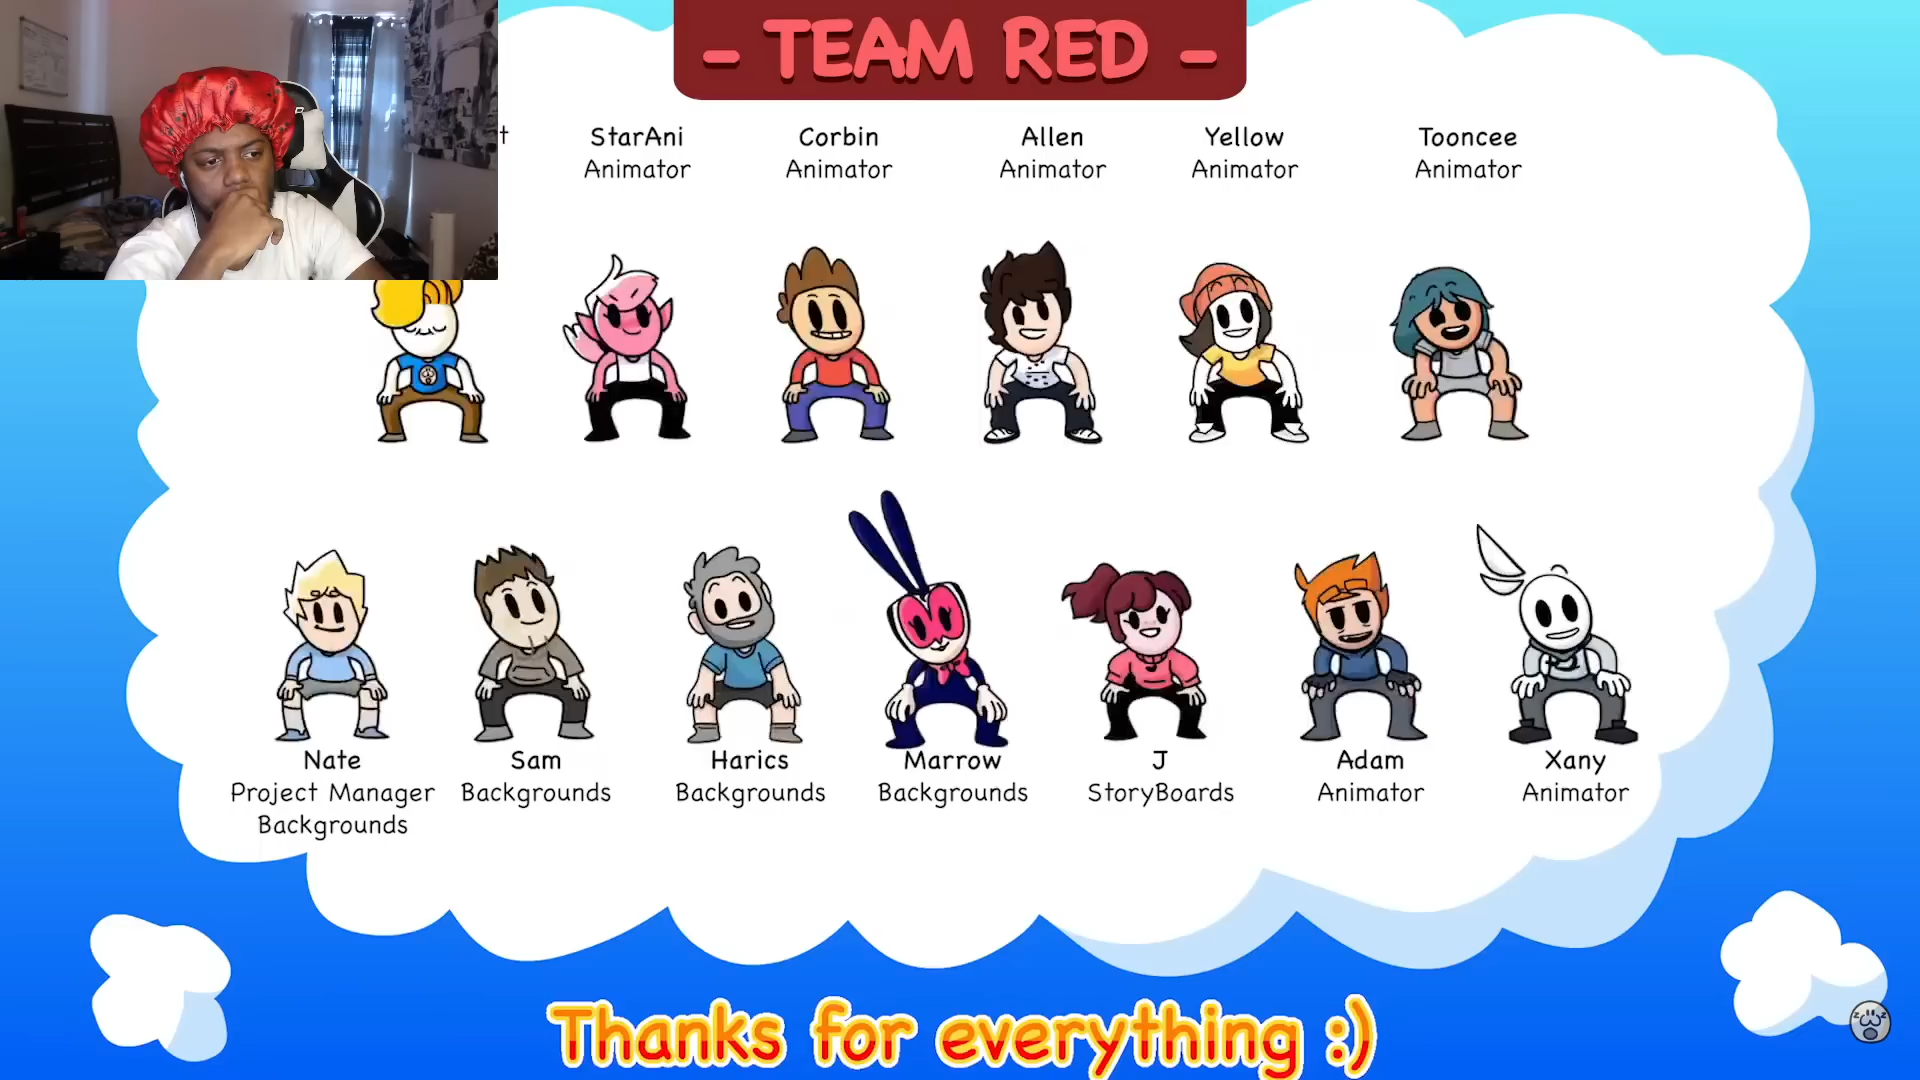 - TEAM RED -
t
StarAni
Animator
Corbin
Animator
Allen
Animator
Yellow
Animator
Tooncee
Animator
Nate
Project Manager
Backgrounds
Sam
Backgrounds
Harics
Backgrounds
Marrow
Backgrounds
J
StoryBoards
Adam
Animator
Xany
Animator
Thanks for everything :)